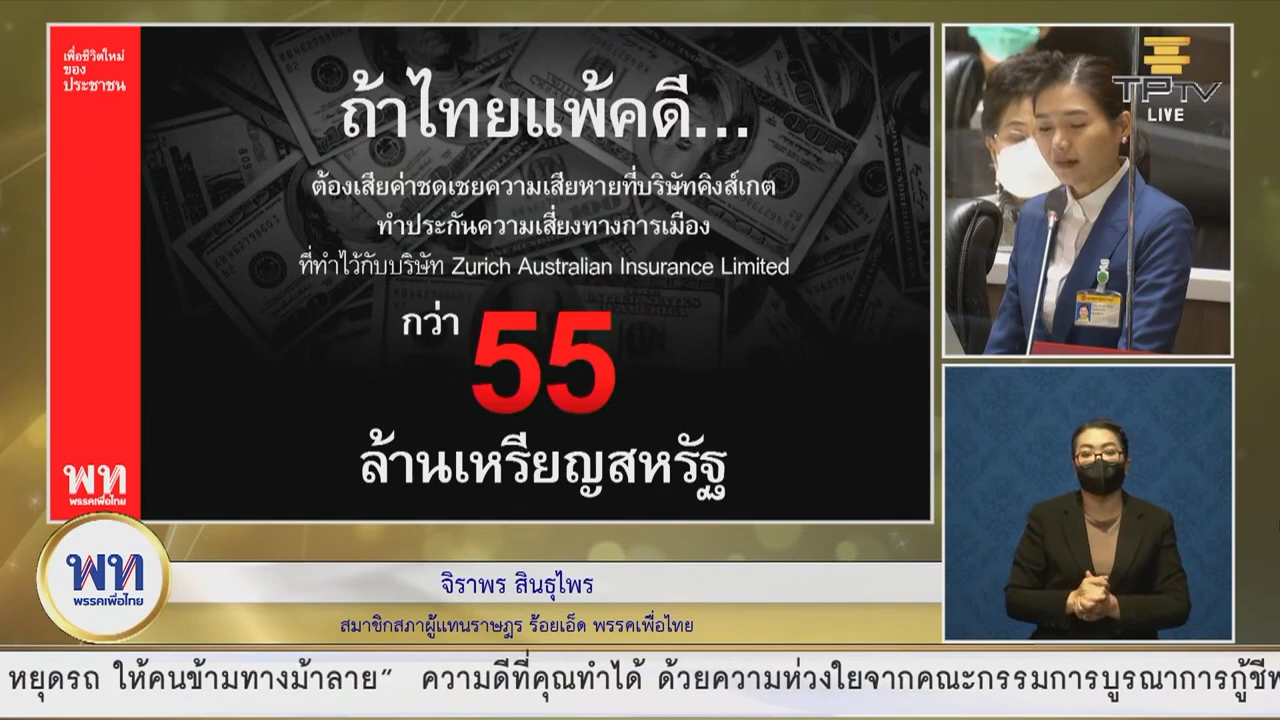 เพื่อชีวิตใหม่
ของ
ประชาชน
ถ้าไทยแพ้คดี...
ต้องเสียค่าชดเชยความเสียหายที่บริษัทคิงส์เกต
ทำประกันความเสี่ยงทางการเมือง
ที่ทำไว้กับบริษัท Zurich Australian Insurance Limited
กว่า 55
ล้านเหรียญสหรัฐ
พท
พรรคเพื่อไทย
TPTV
LIVE
พท
พรรคเพื่อไทย
จิราพร สินธุไพร
สมาชิกสภาผู้แทนราษฎร ร้อยเอ็ด พรรคเพื่อไทย
หยุดรถ ให้คนข้ามทางม้าลาย” ความดีที่คุณทำได้ ด้วยความห่วงใยจากคณะกรรมการบูรณาการกู้ชีพ